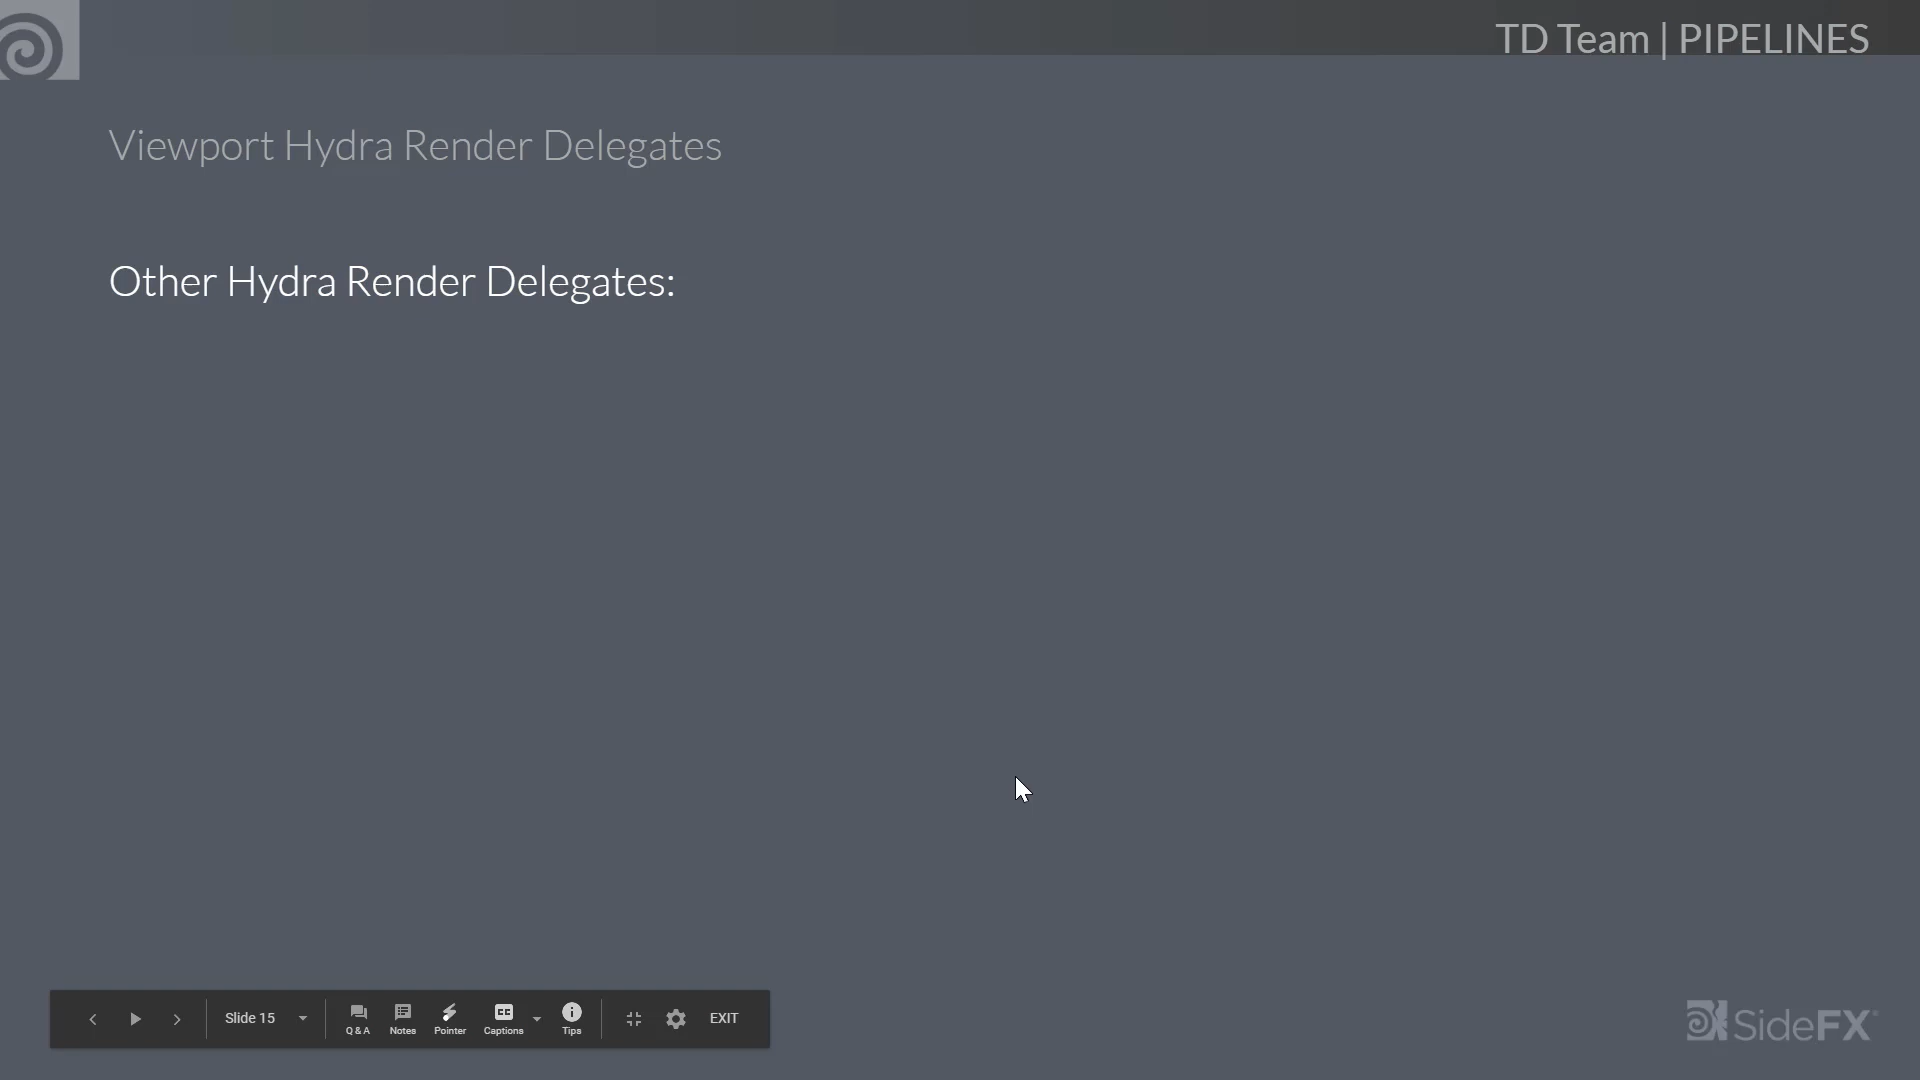 TD Team | PIPELINES
Viewport Hydra Render Delegates
Other Hydra Render Delegates:
Slide 15
Q & A
Notes
Pointer
Captions
Tips
EXIT
SideFX